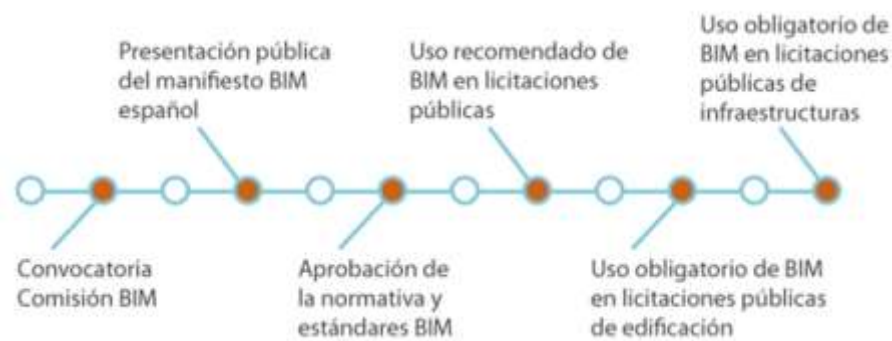 Presentación pública
del manifiesto BIM
español
Uso recomendado de
BIM en licitaciones
públicas
Uso obligatorio de
BIM en licitaciones
públicas de
infraestructuras
Convocatoria
Comisión BIM
Aprobación de
la normativa y
estándares BIM
Uso obligatorio de BIM
en licitaciones públicas
de edificación